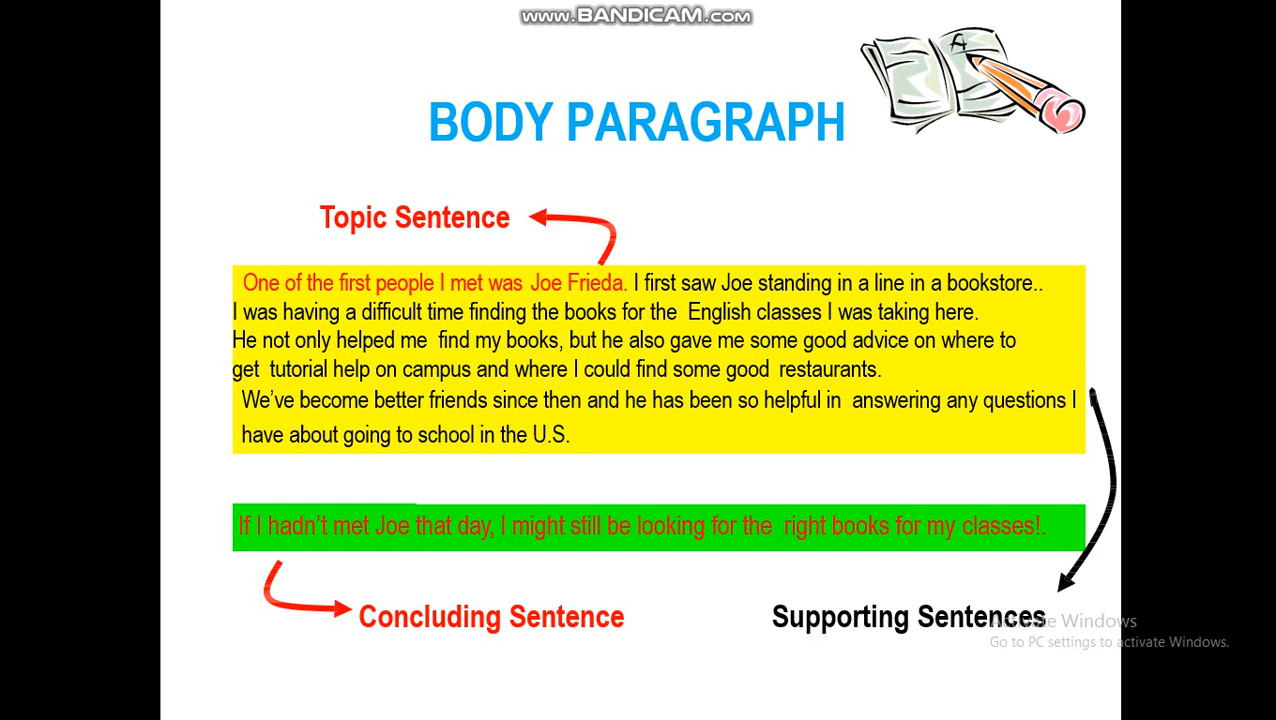 www.BANDICAM.com
A
BODY PARAGRAPH
Topic Sentence
One of the first people I met was Joe Frieda. I first saw Joe standing in a line in a bookstore..
I was having a difficult time finding the books for the English classes I was taking here.
He not only helped me find my books, but he also gave me some good advice on where to
get tutorial help on campus and where I could find some good restaurants.
We’ve become better friends since then and he has been so helpful in answering any questions I
have about going to school in the U.S.
If I hadn’t met Joe that day, I might still be looking for the right books for my classes!.
Concluding Sentence
Supporting Sentences
Activate Windows
Go to PC settings to activate Windows.